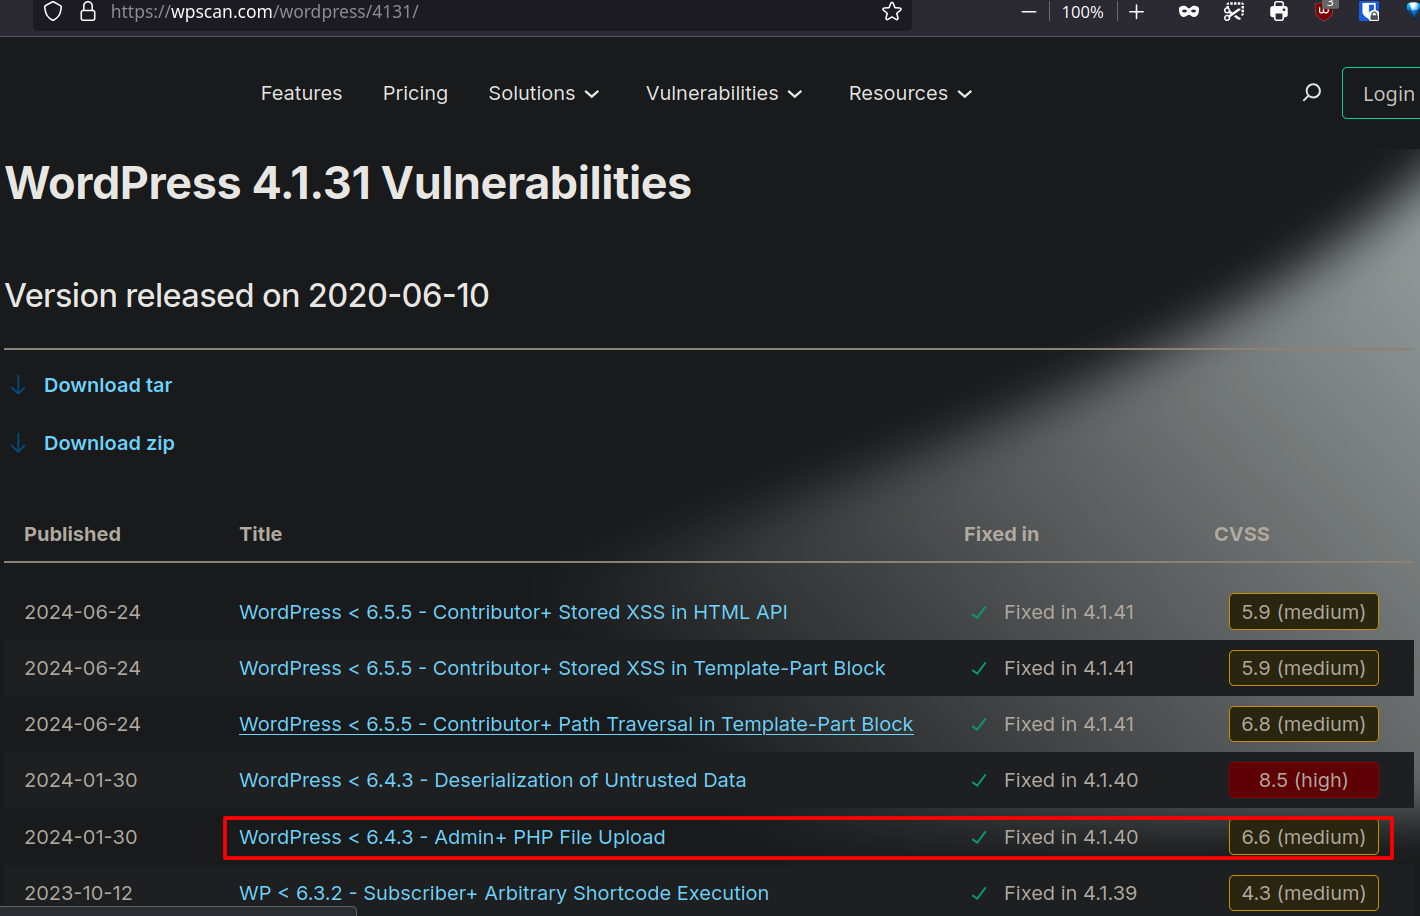 https://wpscan.com/wordpress/4131/
100%
3
Features Pricing Solutions Vulnerabilities Resources Login
WordPress 4.1.31 Vulnerabilities
Version released on 2020-06-10
Download tar
Download zip
Published Title Fixed in CVSS
2024-06-24 WordPress < 6.5.5 - Contributor+ Stored XSS in HTML API Fixed in 4.1.41 5.9 (medium)
2024-06-24 WordPress < 6.5.5 - Contributor+ Stored XSS in Template-Part Block Fixed in 4.1.41 5.9 (medium)
2024-06-24 WordPress < 6.5.5 - Contributor+ Path Traversal in Template-Part Block Fixed in 4.1.41 6.8 (medium)
2024-01-30 WordPress < 6.4.3 - Deserialization of Untrusted Data Fixed in 4.1.40 8.5 (high)
2024-01-30 WordPress < 6.4.3 - Admin+ PHP File Upload Fixed in 4.1.40 6.6 (medium)
2023-10-12 WP < 6.3.2 - Subscriber+ Arbitrary Shortcode Execution Fixed in 4.1.39 4.3 (medium)